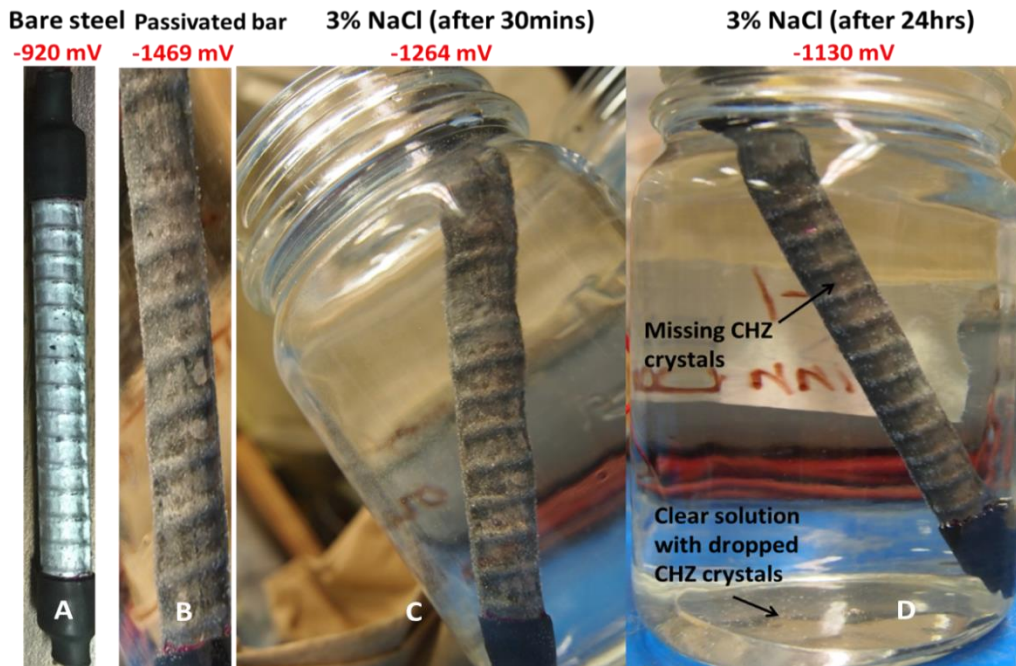 Bare steel
-920 mV
Passivated bar
-1469 mV
3% NaCl (after 30mins)
-1264 mV
3% NaCl (after 24hrs)
-1130 mV
Missing CHZ
crystals
Clear solution
with dropped
CHZ crystals
A
B
C
D